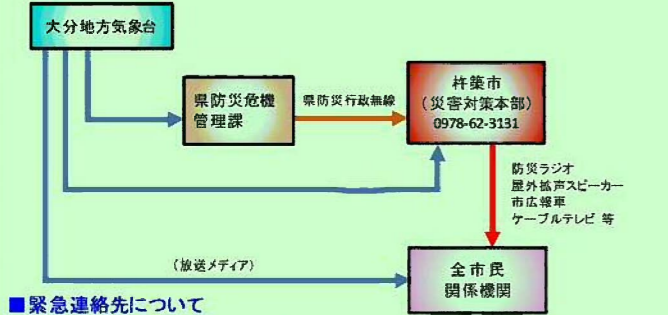 大分地方気象台
県防災危機
管理課
県防災行政無線
杵築市
（災害対策本部）
0978-62-3131
防災ラジオ
屋外拡声スピーカー
市広報車
ケーブルテレビ 等
（放送メディア）
全市民
関係機関
■緊急連絡先について